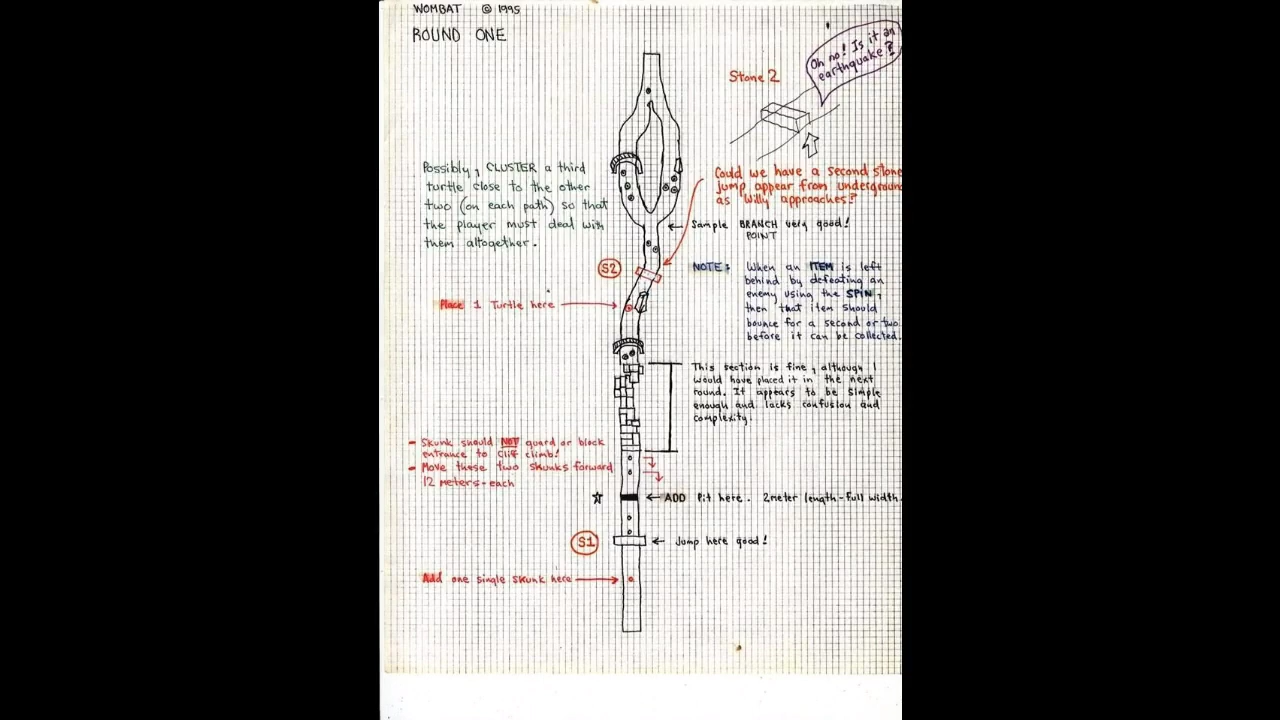 WOMBAT © 1995
ROUND ONE
Oh no! Is it an
earthquake?
Stone 2
Possibly, CLUSTER a third
turtle close to the other
two (on each path) so that
the player must deal with
them altogether.
Could we have a second stone
jump appear from underground
as Willy approaches?
← Sample BRANCH very good!
POINT
S2
NOTE: When an ITEM is left
behind by defeating an
enemy using the SPIN,
then that item should
bounce for a second or two
before it can be collected.
Place 1 Turtle here
This section is fine, although I
would have placed it in the next
round. It appears to be simple
enough and lacks confusion and
complexity.
- Skunk should NOT guard or block
entrance to Cliff climb!
- Move these two skunks forward
12 meters-each
☆ ← ADD Pit here. 2meter length-full width.
S1
← Jump here good!
Add one single skunk here